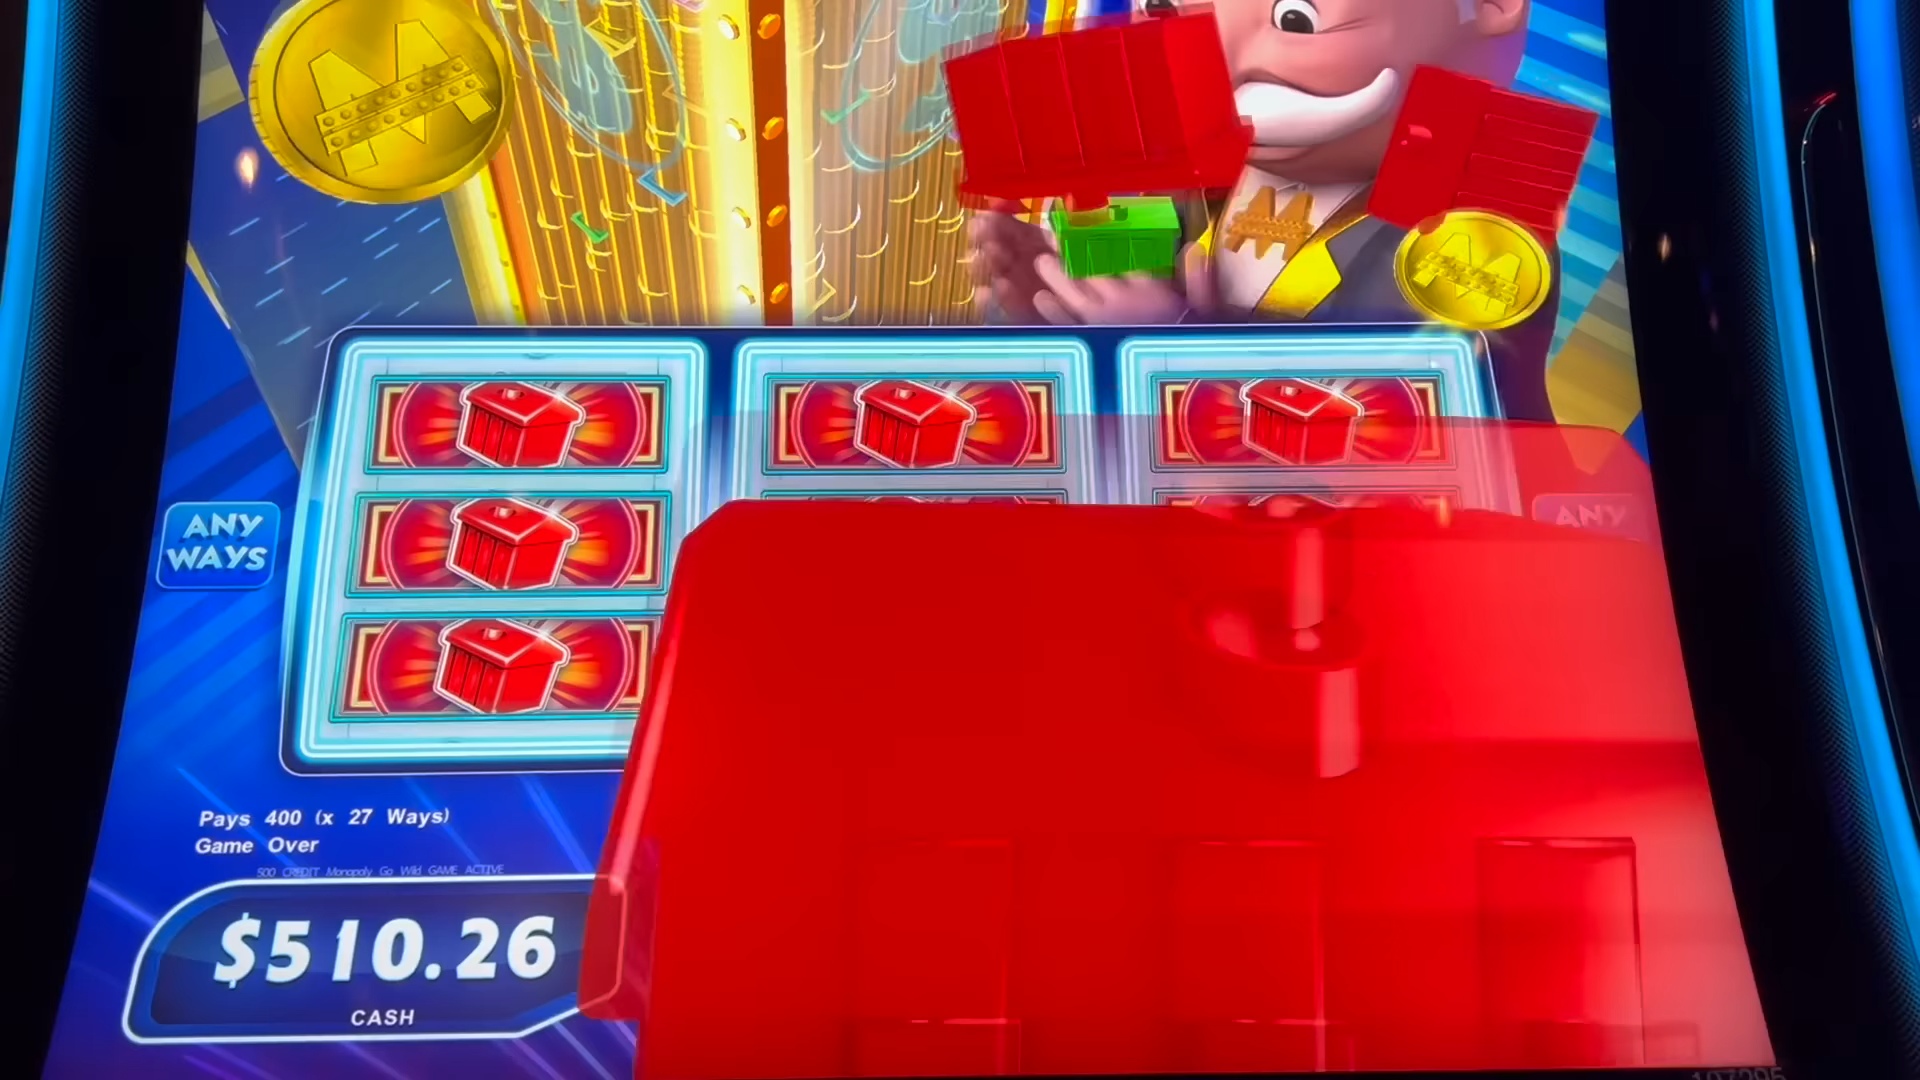 ANY
WAYS
ANY
Pays 400 (x 27 Ways)
Game Over
500 CREDIT Monopoly Go Wild GAME ACTIVE
$510.26
CASH